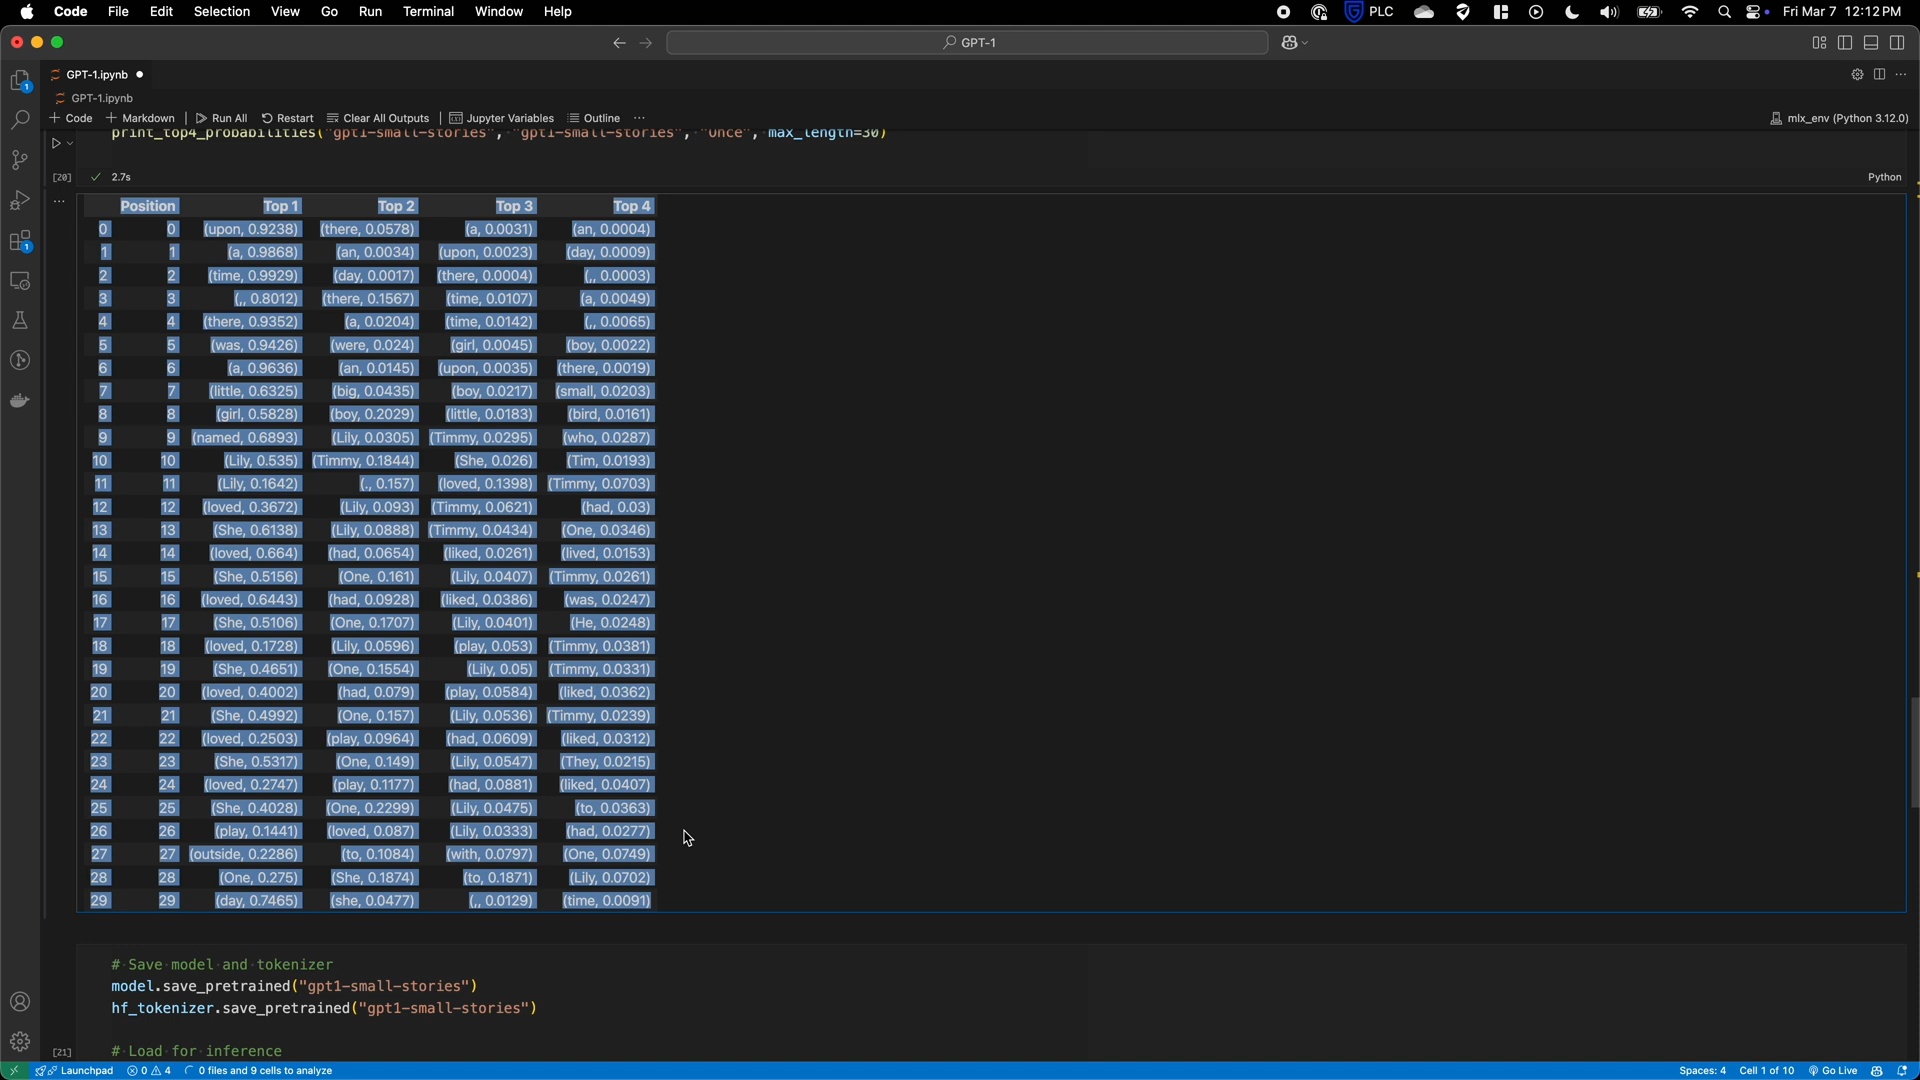 Code File Edit Selection View Go Run Terminal Window Help PLC Fri Mar 7 12:12 PM
GPT-1
GPT-1.ipynb
GPT-1.ipynb
Code Markdown Run All Restart Clear All Outputs Jupyter Variables Outline ... mlx_env (Python 3.12.0)
print_top4_probabilities("gpt1-small-stories", "gpt1-small-stories", "Once", max_length=30)
[20] 2.7s Python
Position Top 1 Top 2 Top 3 Top 4
0 0 (upon, 0.9238) (there, 0.0578) (a, 0.0031) (an, 0.0004)
1 1 (a, 0.9868) (an, 0.0034) (upon, 0.0023) (day, 0.0009)
2 2 (time, 0.9929) (day, 0.0017) (there, 0.0004) (,, 0.0003)
3 3 (,, 0.8012) (there, 0.1567) (time, 0.0107) (a, 0.0049)
4 4 (there, 0.9352) (a, 0.0204) (time, 0.0142) (,, 0.0065)
5 5 (was, 0.9426) (were, 0.024) (girl, 0.0045) (boy, 0.0022)
6 6 (a, 0.9636) (an, 0.0145) (upon, 0.0035) (there, 0.0019)
7 7 (little, 0.6325) (big, 0.0435) (boy, 0.0217) (small, 0.0203)
8 8 (girl, 0.5828) (boy, 0.2029) (little, 0.0183) (bird, 0.0161)
9 9 (named, 0.6893) (Lily, 0.0305) (Timmy, 0.0295) (who, 0.0287)
10 10 (Lily, 0.535) (Timmy, 0.1844) (She, 0.026) (Tim, 0.0193)
11 11 (Lily, 0.1642) (., 0.157) (loved, 0.1398) (Timmy, 0.0703)
12 12 (loved, 0.3672) (Lily, 0.093) (Timmy, 0.0621) (had, 0.03)
13 13 (She, 0.6138) (Lily, 0.0888) (Timmy, 0.0434) (One, 0.0346)
14 14 (loved, 0.664) (had, 0.0654) (liked, 0.0261) (lived, 0.0153)
15 15 (She, 0.5156) (One, 0.161) (Lily, 0.0407) (Timmy, 0.0261)
16 16 (loved, 0.6443) (had, 0.0928) (liked, 0.0386) (was, 0.0247)
17 17 (She, 0.5106) (One, 0.1707) (Lily, 0.0401) (He, 0.0248)
18 18 (loved, 0.1728) (Lily, 0.0596) (play, 0.053) (Timmy, 0.0381)
19 19 (She, 0.4651) (One, 0.1554) (Lily, 0.05) (Timmy, 0.0331)
20 20 (loved, 0.4002) (had, 0.079) (play, 0.0584) (liked, 0.0362)
21 21 (She, 0.4992) (One, 0.157) (Lily, 0.0536) (Timmy, 0.0239)
22 22 (loved, 0.2503) (play, 0.0964) (had, 0.0609) (liked, 0.0312)
23 23 (She, 0.5317) (One, 0.149) (Lily, 0.0547) (They, 0.0215)
24 24 (loved, 0.2747) (play, 0.1177) (had, 0.0881) (liked, 0.0407)
25 25 (She, 0.4028) (One, 0.2299) (Lily, 0.0475) (to, 0.0363)
26 26 (play, 0.1441) (loved, 0.087) (Lily, 0.0333) (had, 0.0277)
27 27 (outside, 0.2286) (to, 0.1084) (with, 0.0797) (One, 0.0749)
28 28 (One, 0.275) (She, 0.1874) (to, 0.1871) (Lily, 0.0702)
29 29 (day, 0.7465) (she, 0.0477) (,, 0.0129) (time, 0.0091)
# Save model and tokenizer
model.save_pretrained("gpt1-small-stories")
hf_tokenizer.save_pretrained("gpt1-small-stories")
[21] # Load for inference
Launchpad 0 4 0 files and 9 cells to analyze Spaces: 4 Cell 1 of 10 Go Live